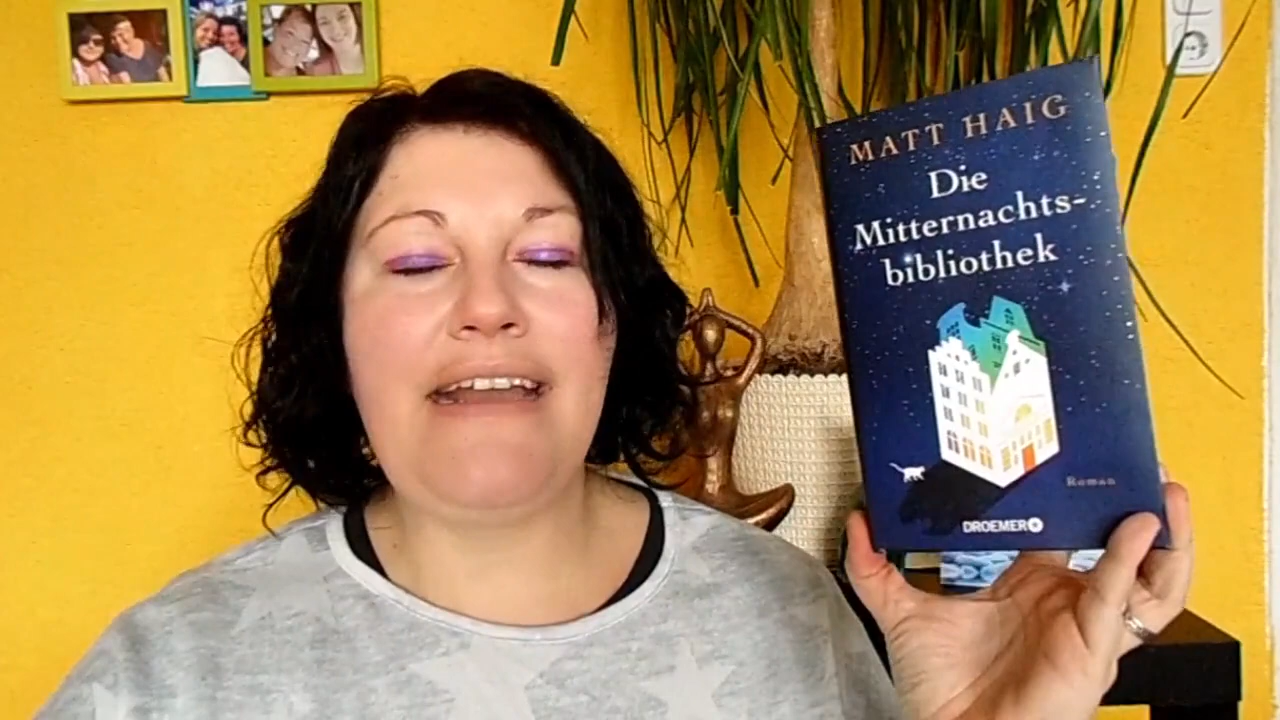 MATT HAIG
Die
Mitternachts-
bibliothek
Roman
DROEMER